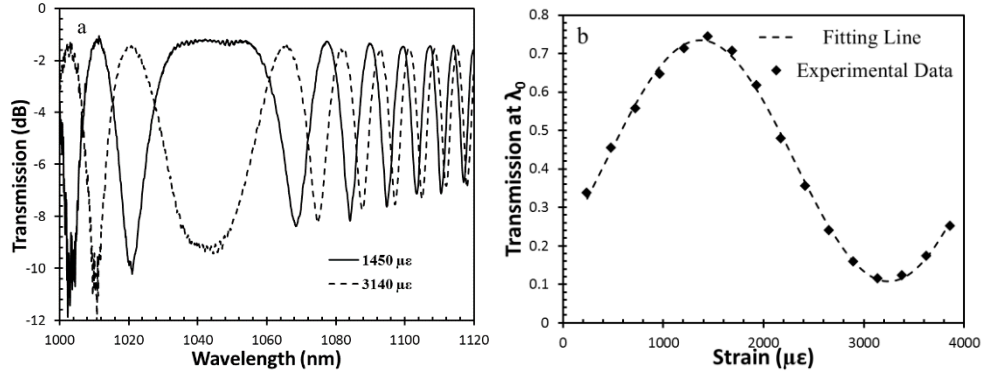 a
0
-2
-4
-6
-8
-10
-12
Transmission (dB)
1450 µε
3140 µε
1000 1020 1040 1060 1080 1100 1120
Wavelength (nm)
b
Fitting Line
Experimental Data
0.8
0.7
0.6
0.5
0.4
0.3
0.2
0.1
0
Transmission at λ0
0 1000 2000 3000 4000
Strain (µε)